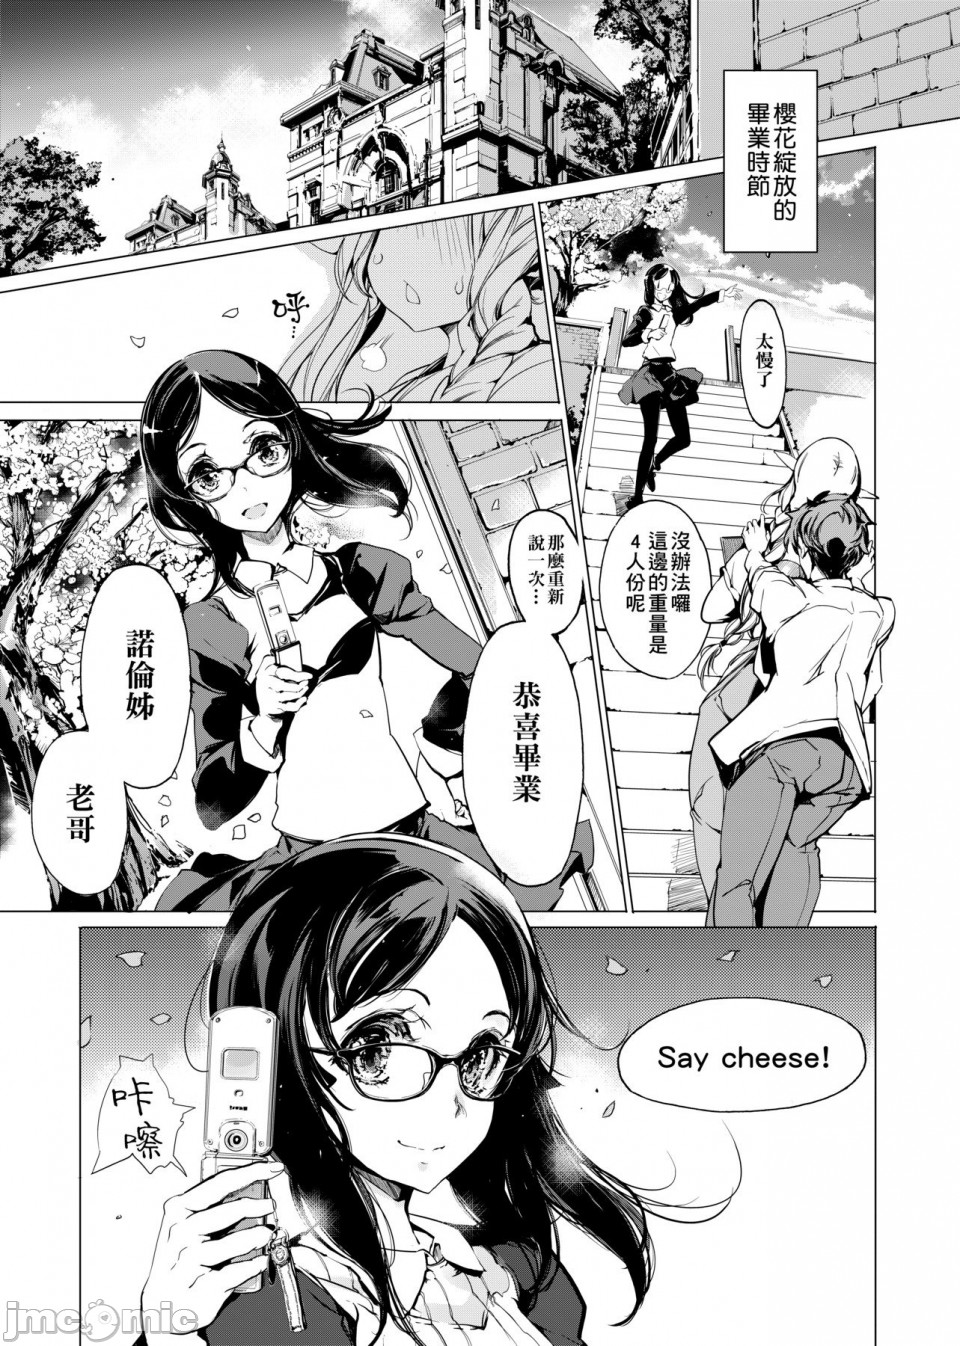 櫻花綻放的
畢業時節
太慢了
沒辦法囉
這邊的重量是
4人份呢
呼…
那麼重新
說一次…
恭喜畢業
諾倫姊
老哥
Say cheese!
咔
嚓
jmcomic